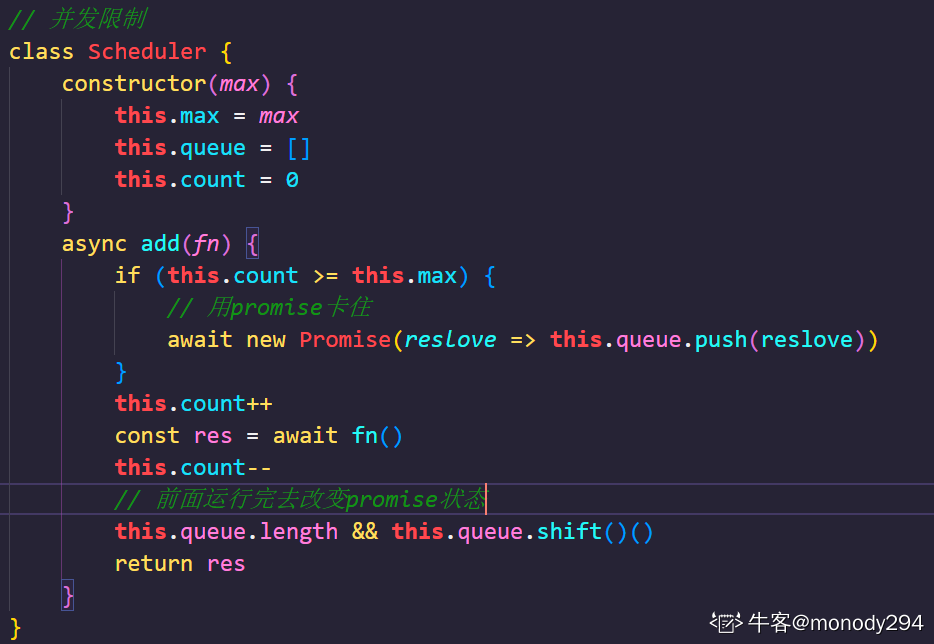 // 并发限制
class Scheduler {
    constructor(max) {
        this.max = max
        this.queue = []
        this.count = 0
    }
    async add(fn) {
        if (this.count >= this.max) {
            // 用promise卡住
            await new Promise(reslove => this.queue.push(reslove))
        }
        this.count++
        const res = await fn()
        this.count--
        // 前面运行完去改变promise状态
        this.queue.length && this.queue.shift()()
        return res
    }
}
牛客@monody294